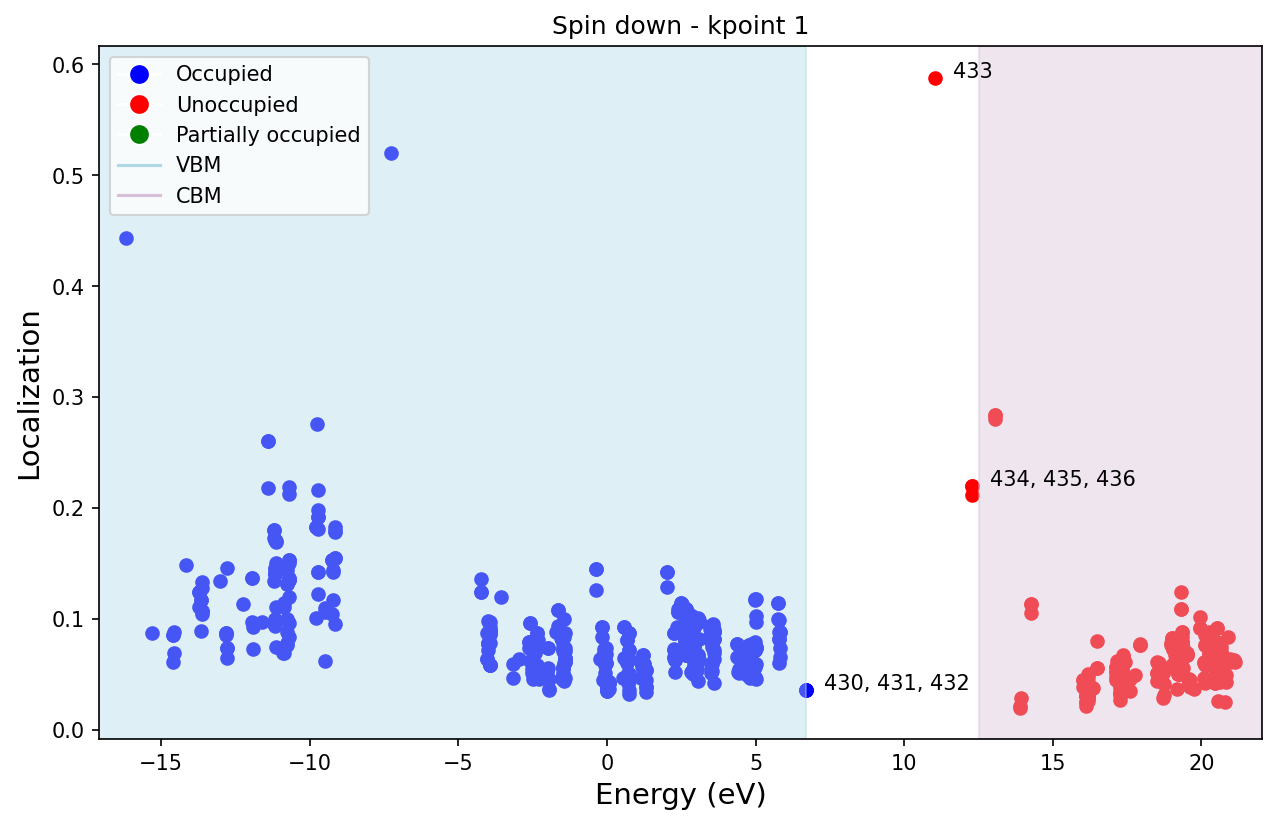 Spin down - kpoint 1
Localization
0.6
0.5
0.4
0.3
0.2
0.1
0.0
Occupied
Unoccupied
Partially occupied
VBM
CBM
433
434, 435, 436
430, 431, 432
−15
−10
−5
0
5
10
15
20
Energy (eV)